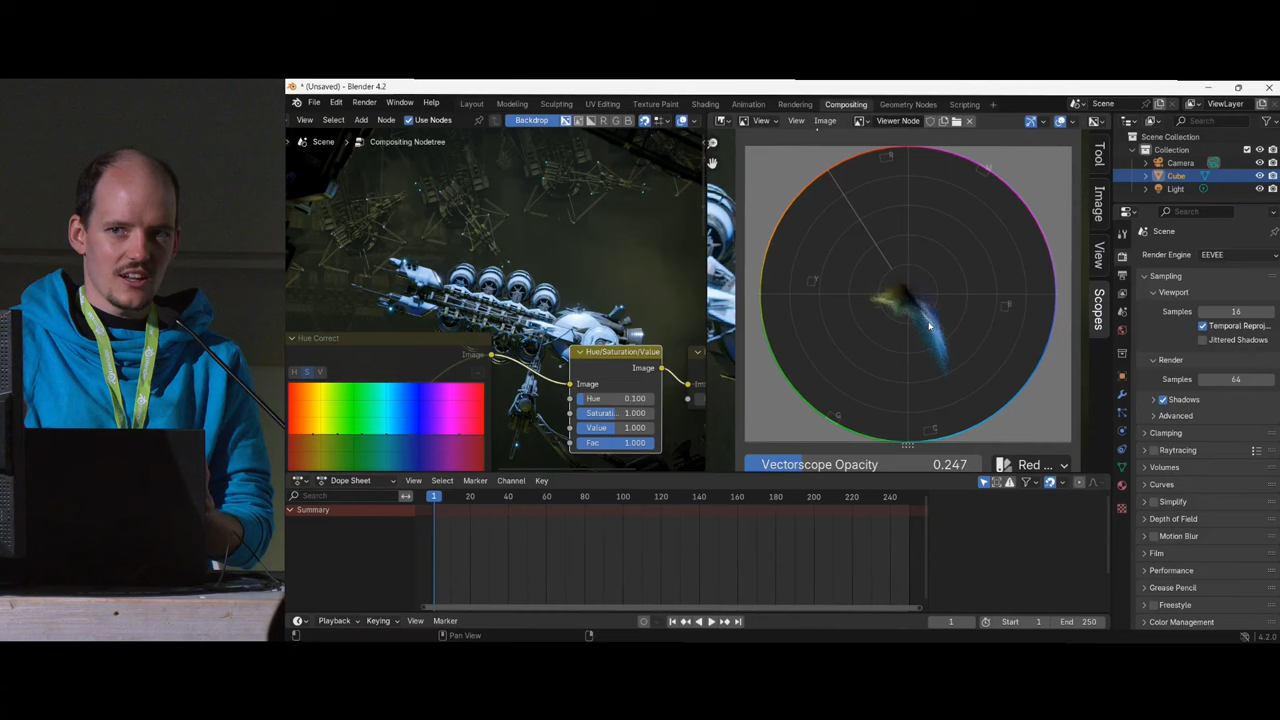 * (Unsaved) - Blender 4.2
File Edit Render Window Help Layout Modeling Sculpting UV Editing Texture Paint Shading Animation Rendering Compositing Geometry Nodes Scripting + Scene ViewLayer
View Select Add Node Use Nodes Backdrop R G B View View Image Viewer Node Search
Scene Compositing Nodetree
Scene Collection
Collection
Camera
Cube
Light
Tool
Image
View
Scopes
R
Y
B
G
C
Search
Scene
Render Engine EEVEE
Sampling
Viewport
Samples 16
Temporal Reproj...
Jittered Shadows
Render
Samples 64
Shadows
Advanced
Clamping
Raytracing
Volumes
Curves
Simplify
Depth of Field
Motion Blur
Film
Performance
Grease Pencil
Freestyle
Color Management
Hue Correct
Image
H S V
Hue/Saturation/Value
Image
Image
Hue 0.100
Saturati... 1.000
Value 1.000
Fac 1.000
Vectorscope Opacity 0.247 Red ...
Dope Sheet View Select Marker Channel Key
Search 1 20 40 60 80 100 120 140 160 180 200 220 240
Summary
Playback Keying View Marker 1 Start 1 End 250
Pan View 4.2.0